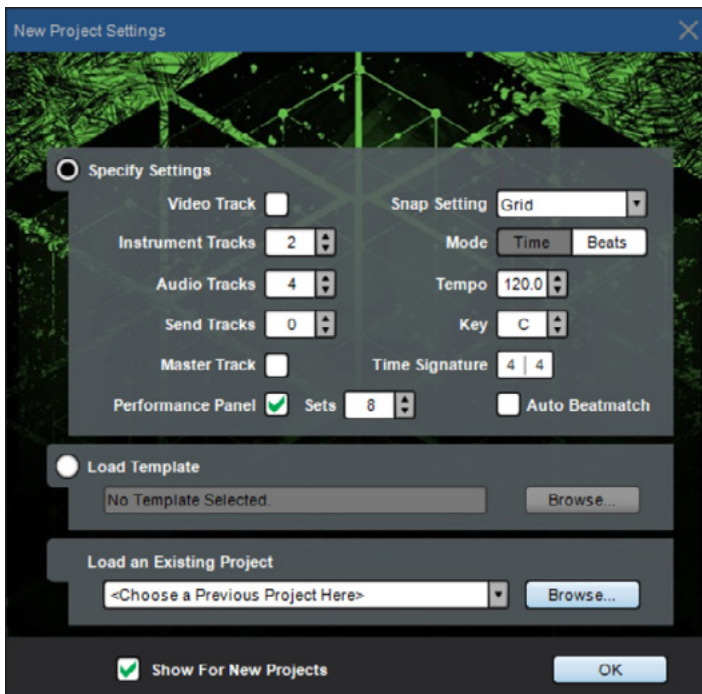 New Project Settings
Specify Settings
Video Track Snap Setting Grid
Instrument Tracks 2 Mode Time Beats
Audio Tracks 4 Tempo 120.0
Send Tracks 0 Key C
Master Track Time Signature 4 | 4
Performance Panel Sets 8 Auto Beatmatch
Load Template
No Template Selected. Browse...
Load an Existing Project
<Choose a Previous Project Here> Browse...
Show For New Projects OK